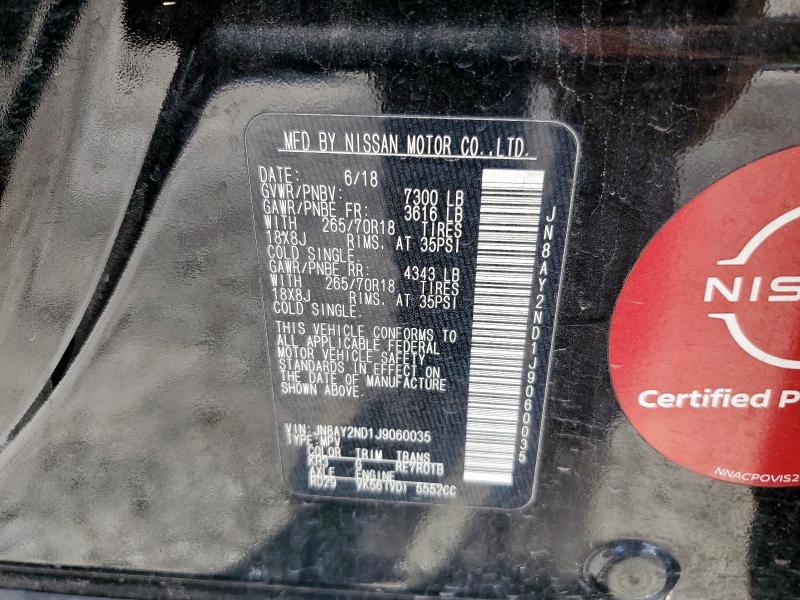 MFD BY NISSAN MOTOR CO.,LTD.
DATE: 6/18
GVWR/PNBV: 7300 LB
GAWR/PNBE FR: 3616 LB
WITH 265/70R18 TIRES
18X8J RIMS. AT 35PSI
COLD SINGLE.
GAWR/PNBE RR: 4343 LB
WITH 265/70R18 TIRES
18X8J RIMS. AT 35PSI
COLD SINGLE.
THIS VEHICLE CONFORMS TO
ALL APPLICABLE FEDERAL
MOTOR VEHICLE SAFETY
STANDARDS IN EFFECT ON
THE DATE OF MANUFACTURE
SHOWN ABOVE.
VIN:JN8AY2ND1J9060035
TYPE:MPV
COLOR TRIM TRANS
KH3 G RE7R01B
AXLE ENGINE
RD29 VK56(VD) 5552CC
JN8AY2ND1J9060035
NIS
Certified P
NNACPOVIS2